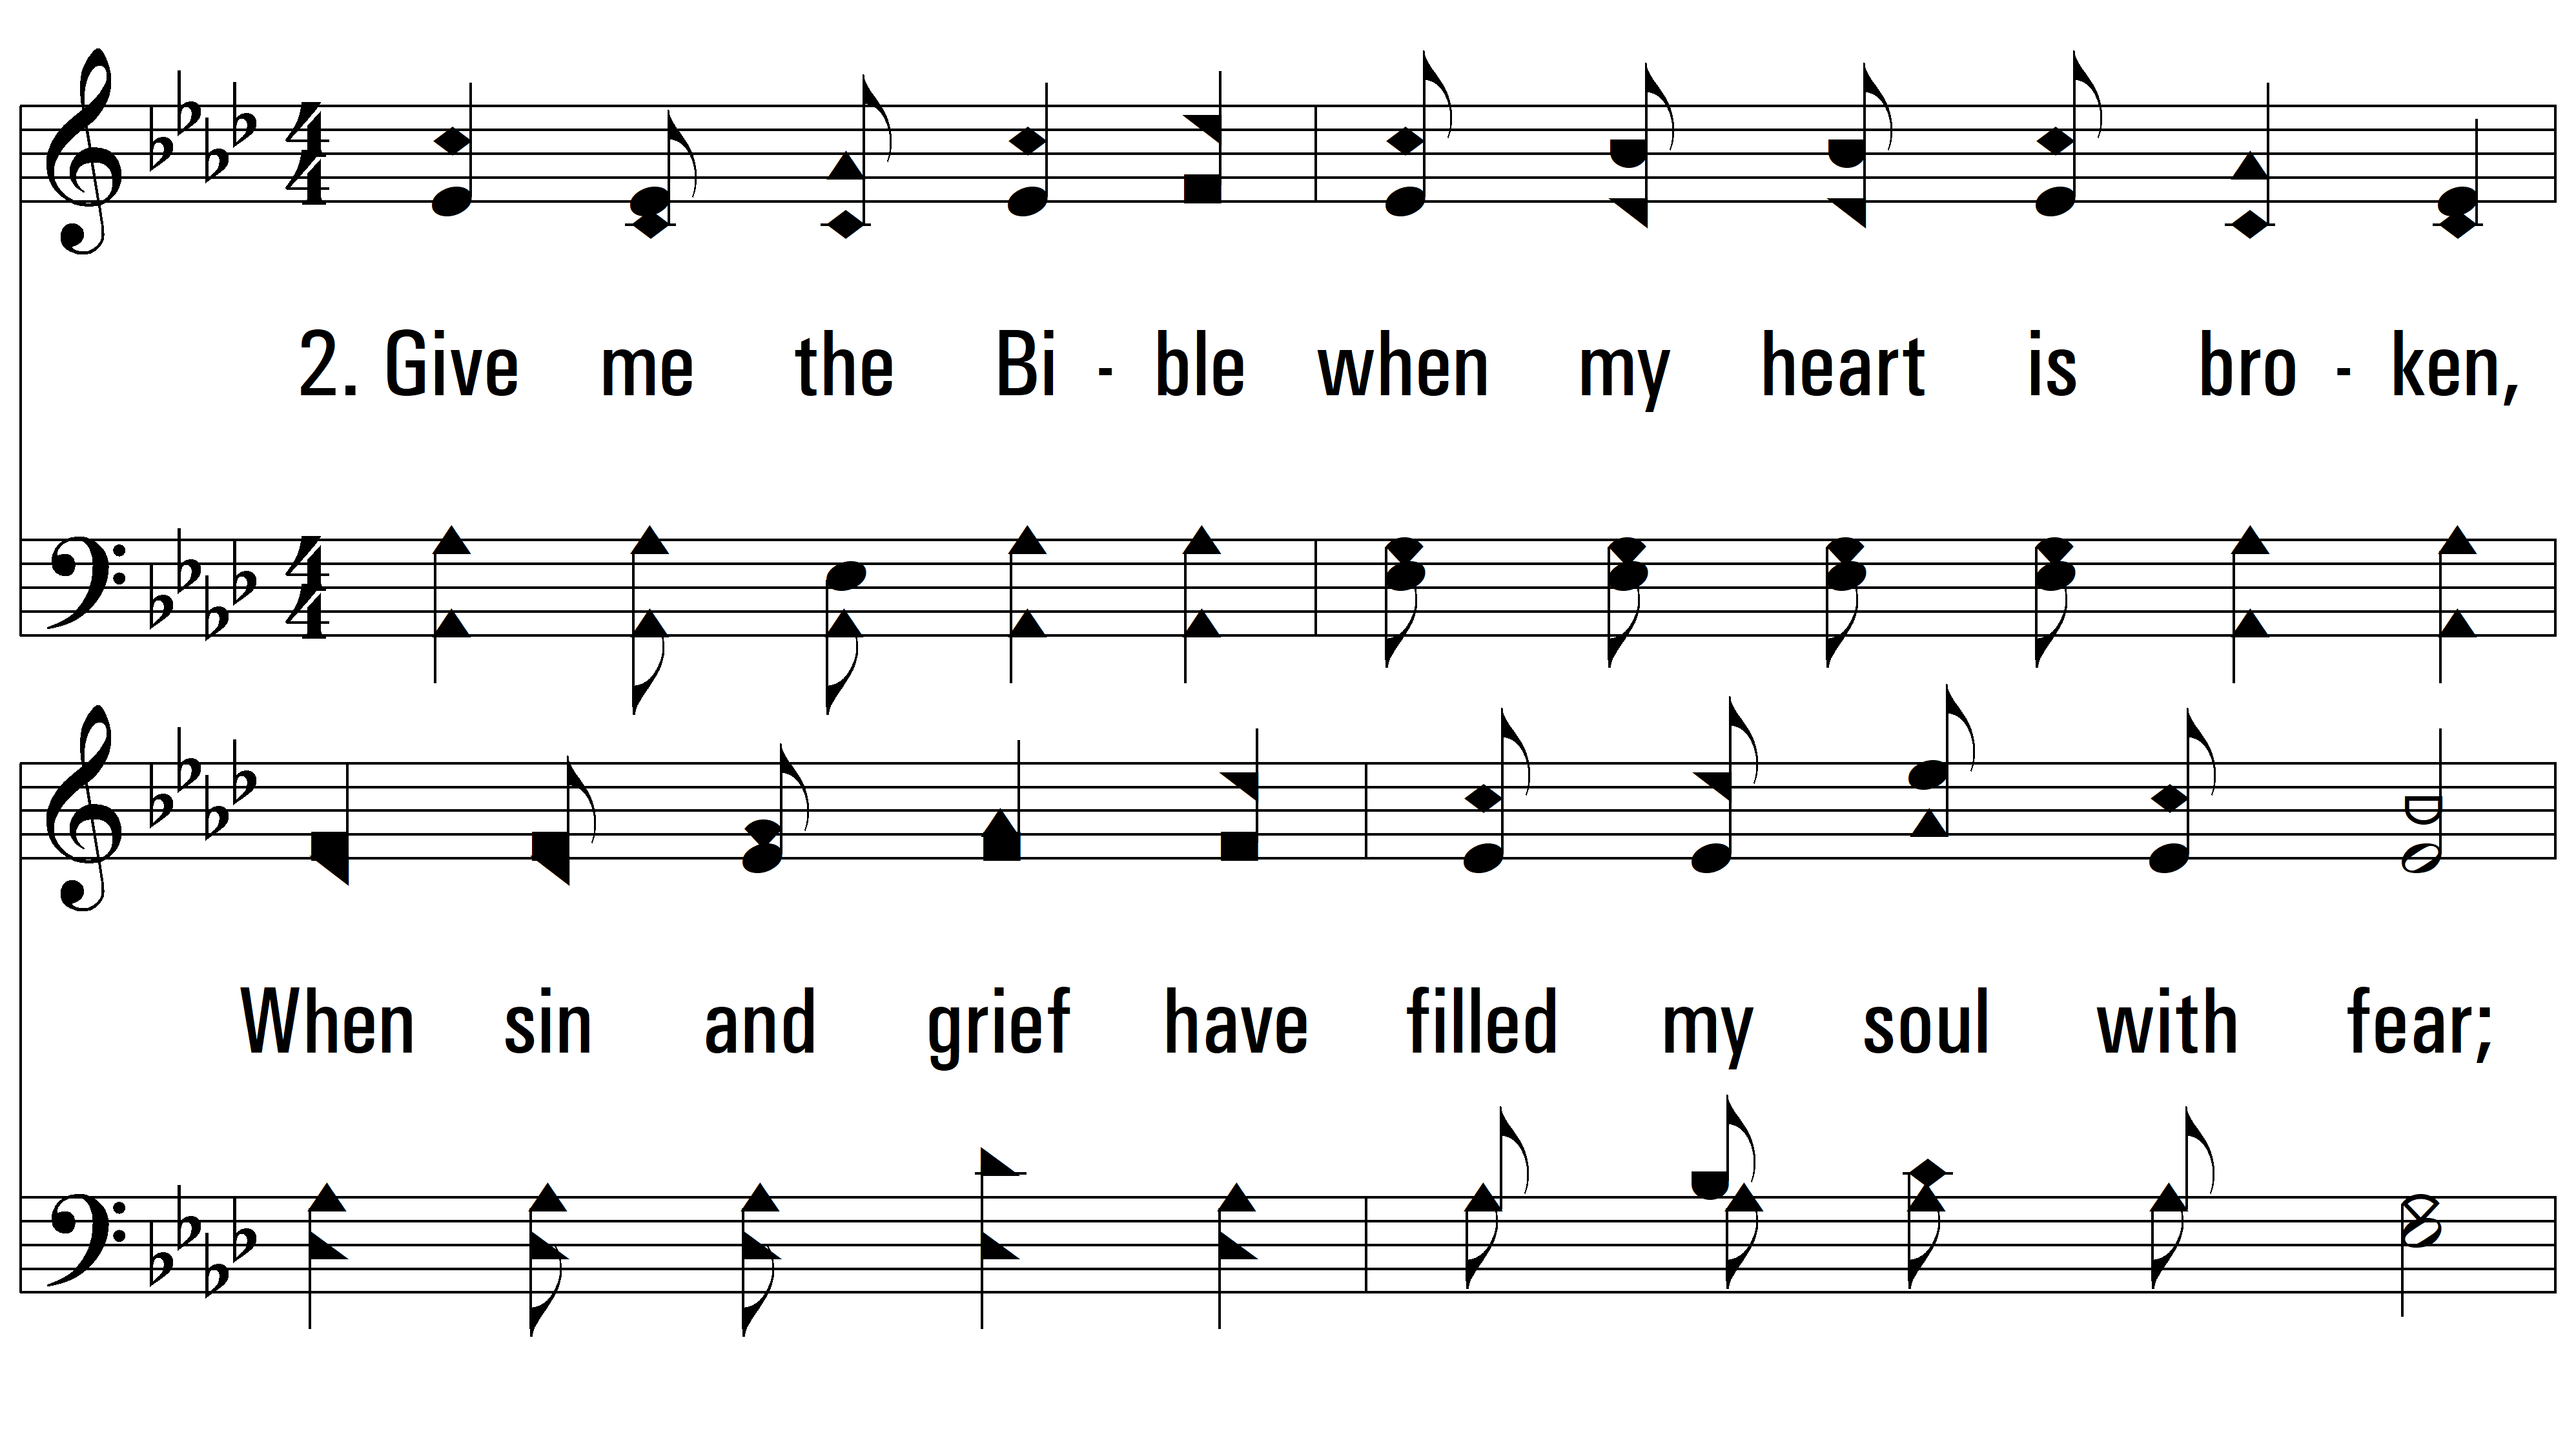 2. Give me the Bi - ble when my heart is bro - ken,
When sin and grief have filled my soul with fear;